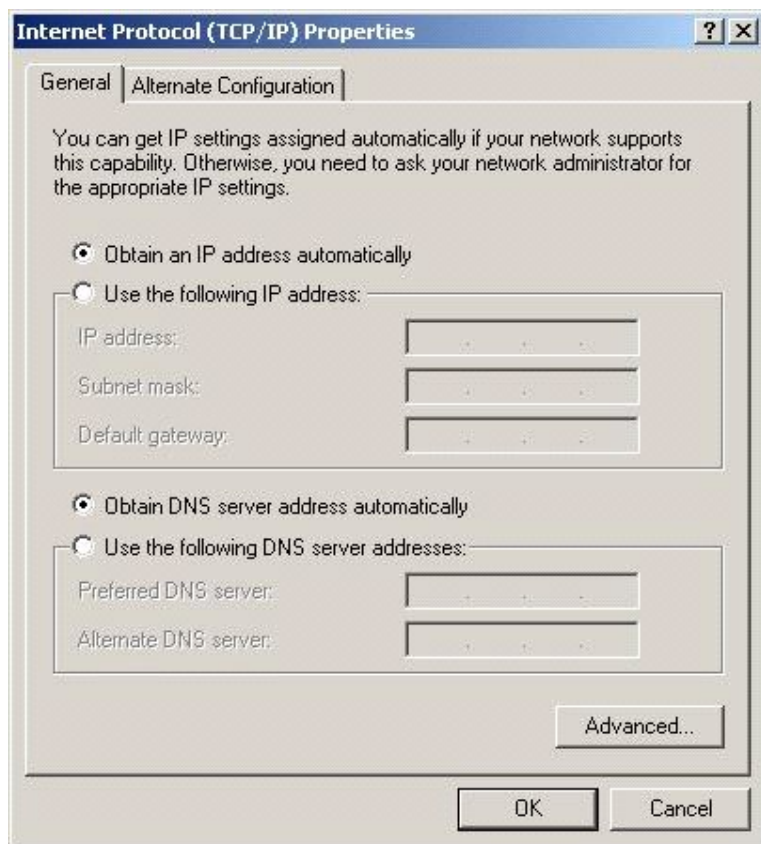 Internet Protocol (TCP/IP) Properties
General
Alternate Configuration
You can get IP settings assigned automatically if your network supports
this capability. Otherwise, you need to ask your network administrator for
the appropriate IP settings.
Obtain an IP address automatically
Use the following IP address:
IP address:
Subnet mask:
Default gateway:
Obtain DNS server address automatically
Use the following DNS server addresses:
Preferred DNS server:
Alternate DNS server:
Advanced...
OK
Cancel